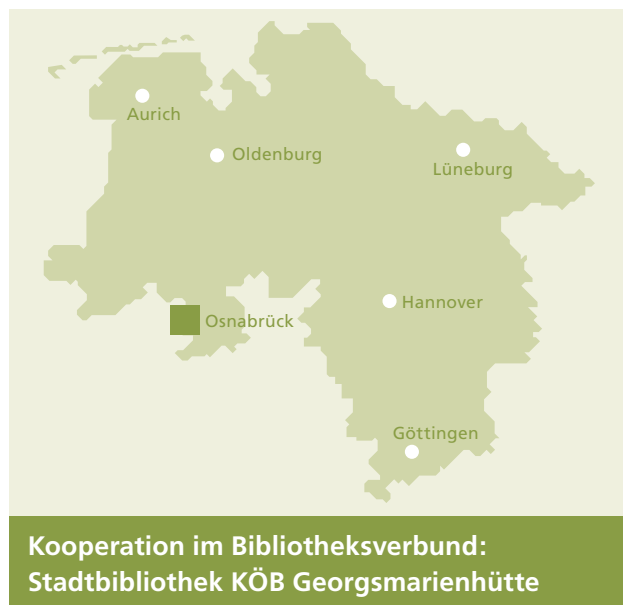 Aurich
Oldenburg
Lüneburg
Hannover
Osnabrück
Göttingen
Kooperation im Bibliotheksverbund:
Stadtbibliothek KÖB Georgsmarienhütte